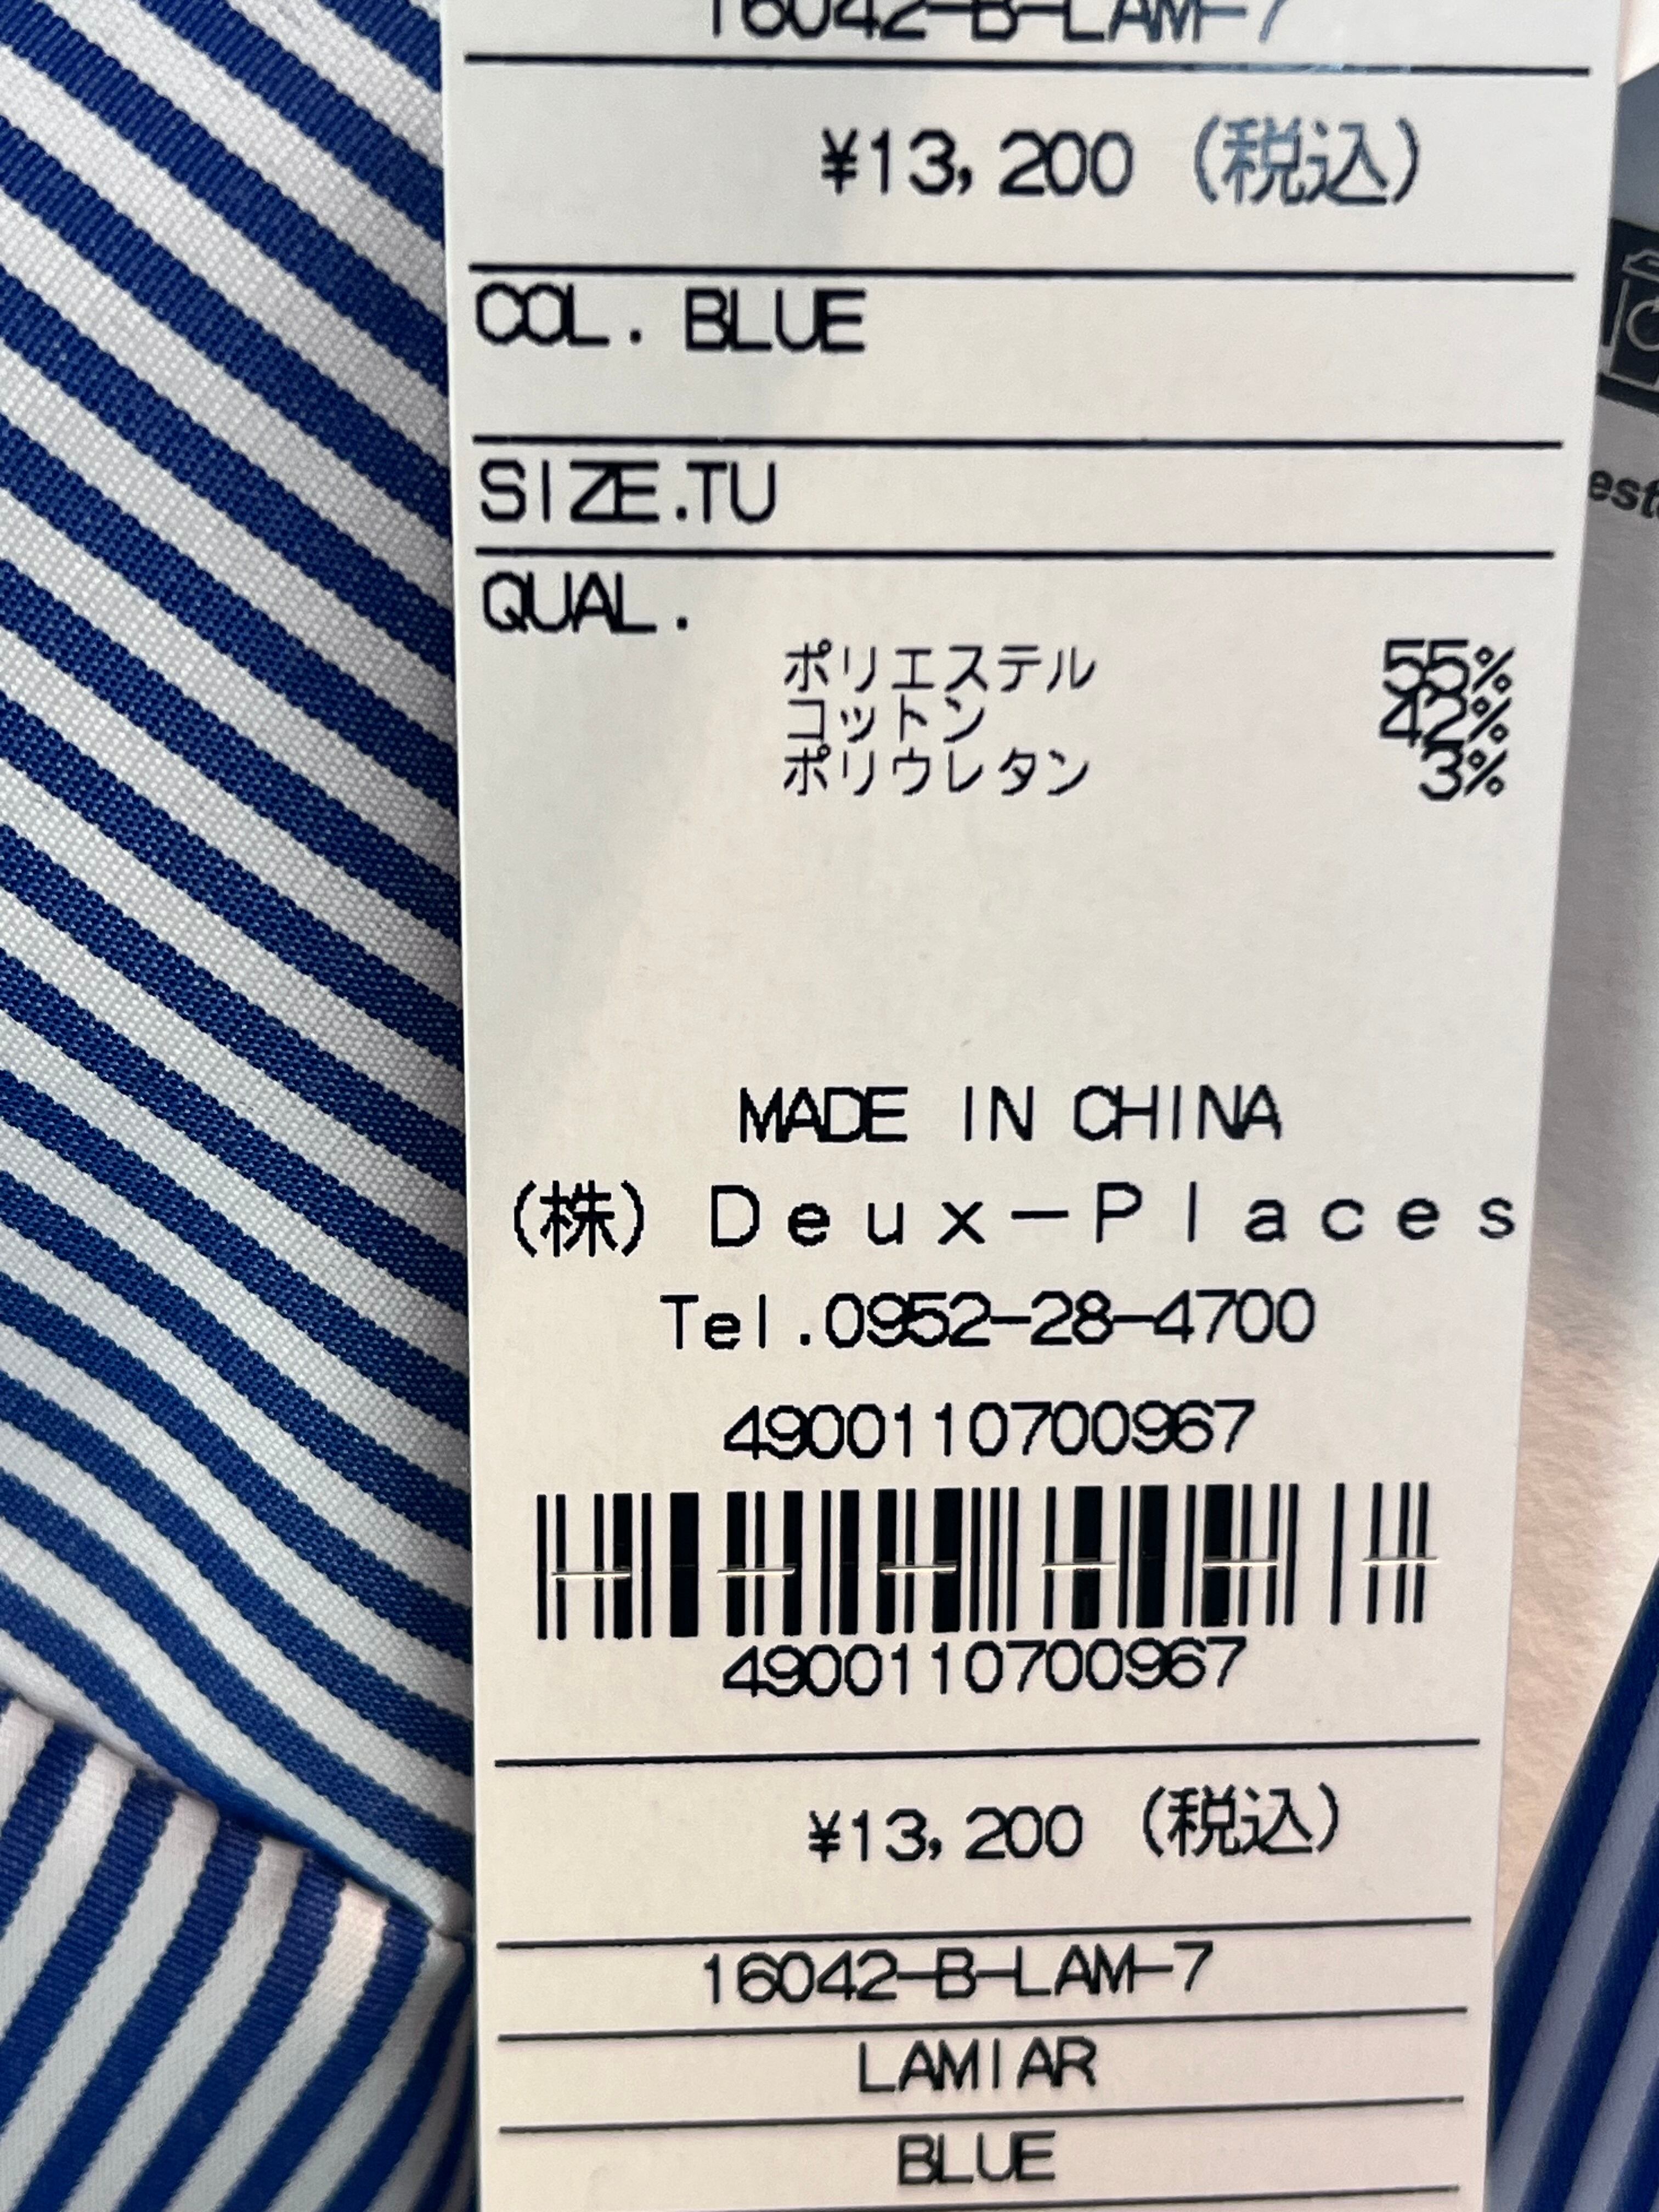 16042-B-LAM-7
¥13,200 (税込)
COL. BLUE
SIZE.TU
QUAL.
ポリエステル 55%
コットン 42%
ポリウレタン 3%
MADE IN CHINA
(株) Deux-Places
Tel.0952-28-4700
4900110700967
4900110700967
¥13,200 (税込)
16042-B-LAM-7
LAMIAR
BLUE